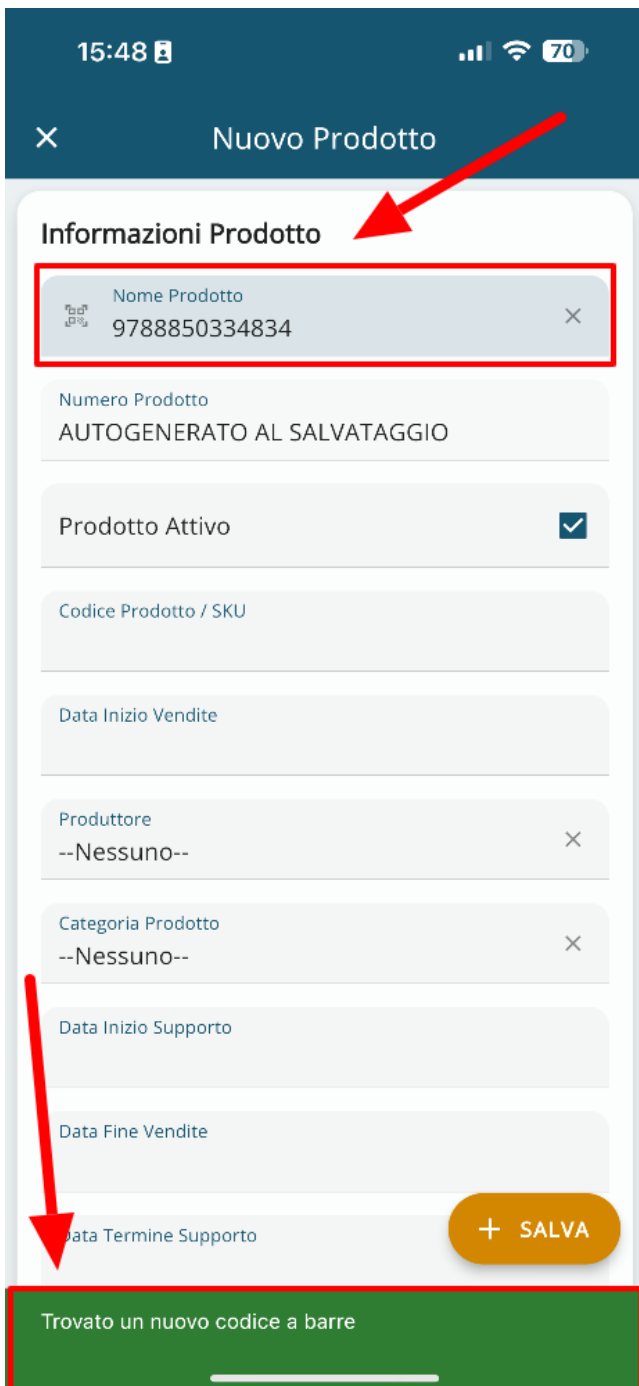 15:48
70
Nuovo Prodotto
Informazioni Prodotto
Nome Prodotto
9788850334834
Numero Prodotto
AUTOGENERATO AL SALVATAGGIO
Prodotto Attivo
Codice Prodotto / SKU
Data Inizio Vendite
Produttore
--Nessuno--
Categoria Prodotto
--Nessuno--
Data Inizio Supporto
Data Fine Vendite
Data Termine Supporto
+ SALVA
Trovato un nuovo codice a barre